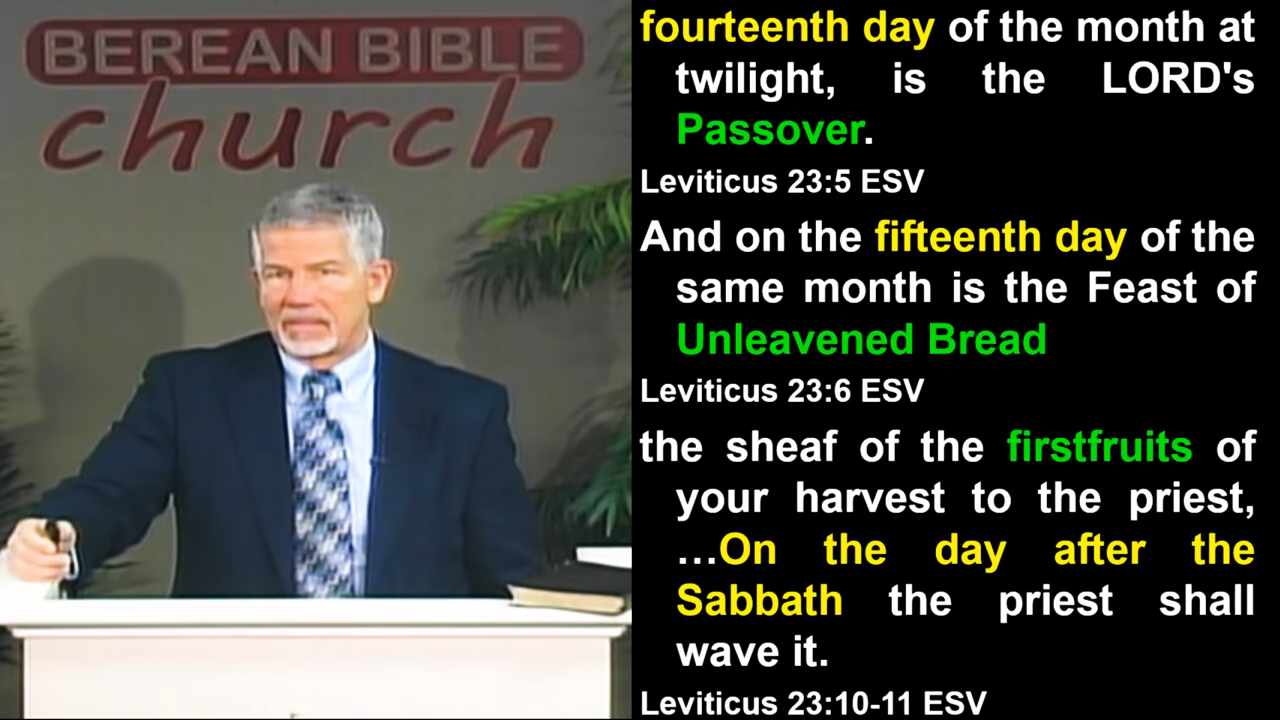 BEREAN BIBLE
church
fourteenth day of the month at
twilight, is the LORD's
Passover.
Leviticus 23:5 ESV
And on the fifteenth day of the
same month is the Feast of
Unleavened Bread
Leviticus 23:6 ESV
the sheaf of the firstfruits of
your harvest to the priest,
…On the day after the
Sabbath the priest shall
wave it.
Leviticus 23:10-11 ESV